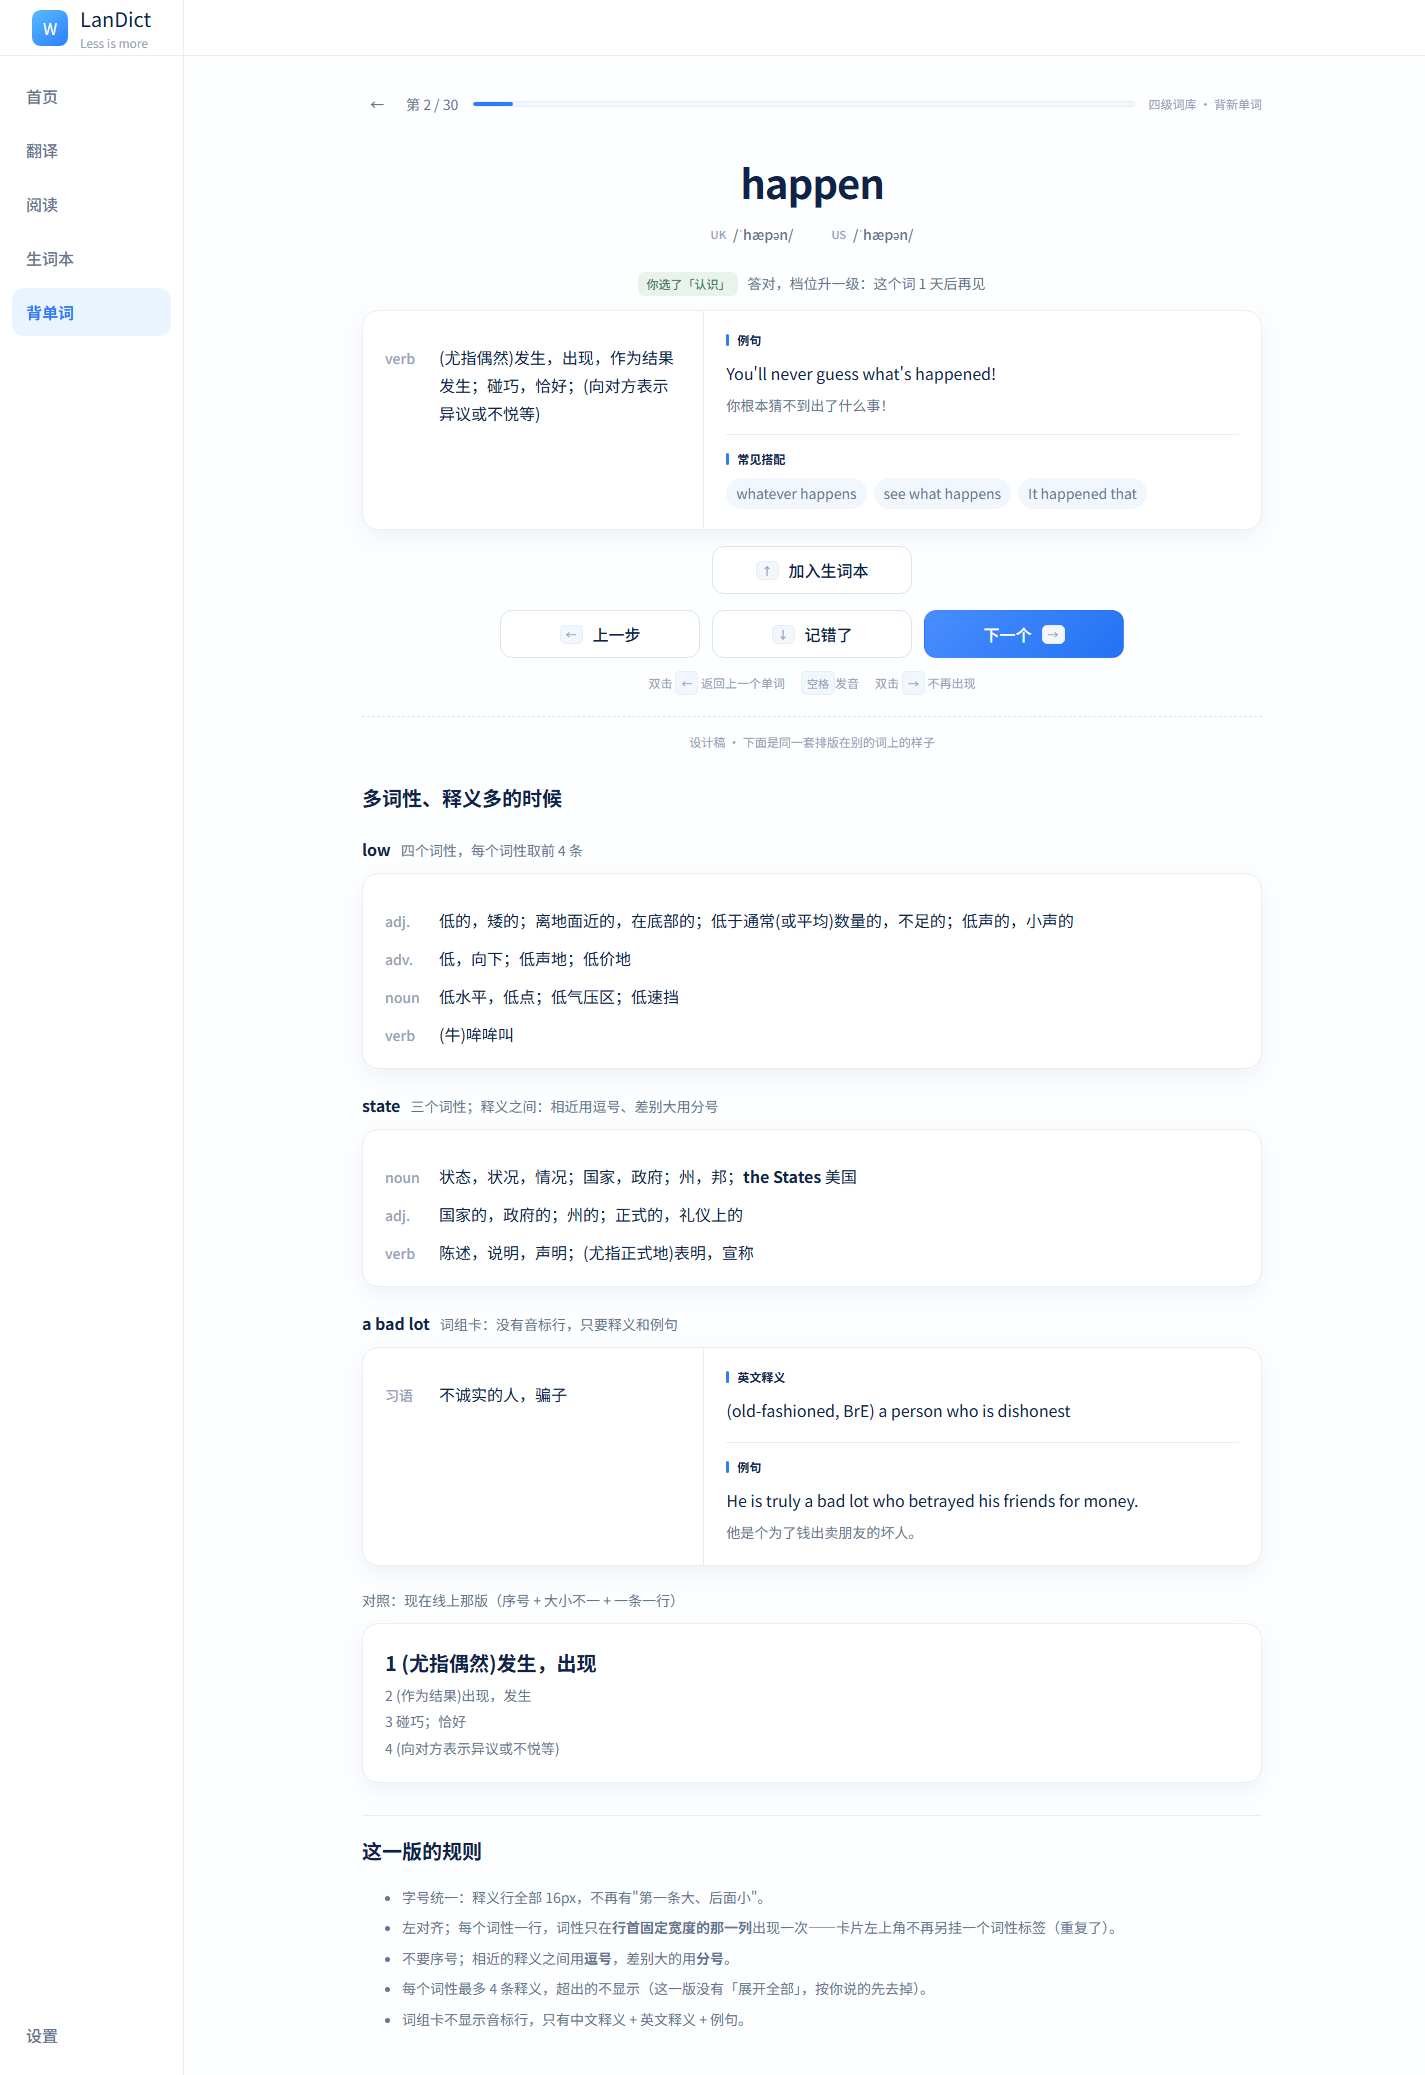 W
LanDict
Less is more
首页
翻译
阅读
生词本
背单词
设置
← 第 2 / 30 四级词库 · 背新单词
happen
UK /ˈhæpən/ US /ˈhæpən/
你选了「认识」 答对，档位升一级：这个词 1 天后再见
verb (尤指偶然)发生，出现，作为结果
发生；碰巧，恰好；(向对方表示
异议或不悦等)
例句
You'll never guess what's happened!
你根本猜不到出了什么事！
常见搭配
whatever happens see what happens It happened that
↑ 加入生词本
← 上一步 ↓ 记错了 下一个 →
双击 ← 返回上一个单词 空格 发音 双击 → 不再出现
设计稿 · 下面是同一套排版在别的词上的样子
多词性、释义多的时候
low 四个词性，每个词性取前 4 条
adj. 低的，矮的；离地面近的，在底部的；低于通常(或平均)数量的，不足的；低声的，小声的
adv. 低，向下；低声地；低价地
noun 低水平，低点；低气压区；低速挡
verb (牛)哞哞叫
state 三个词性；释义之间：相近用逗号、差别大用分号
noun 状态，状况，情况；国家，政府；州，邦；the States 美国
adj. 国家的，政府的；州的；正式的，礼仪上的
verb 陈述，说明，声明；(尤指正式地)表明，宣称
a bad lot 词组卡：没有音标行，只要释义和例句
习语 不诚实的人，骗子
英文释义
(old-fashioned, BrE) a person who is dishonest
例句
He is truly a bad lot who betrayed his friends for money.
他是个为了钱出卖朋友的坏人。
对照：现在线上那版（序号 + 大小不一 + 一条一行）
1 (尤指偶然)发生，出现
2 (作为结果)出现，发生
3 碰巧；恰好
4 (向对方表示异议或不悦等)
这一版的规则
• 字号统一：释义行全部 16px，不再有"第一条大、后面小"。
• 左对齐；每个词性一行，词性只在行首固定宽度的那一列出现一次——卡片左上角不再另挂一个词性标签（重复了）。
• 不要序号；相近的释义之间用逗号，差别大的用分号。
• 每个词性最多 4 条释义，超出的不显示（这一版没有「展开全部」，按你说的先去掉）。
• 词组卡不显示音标行，只有中文释义 + 英文释义 + 例句。